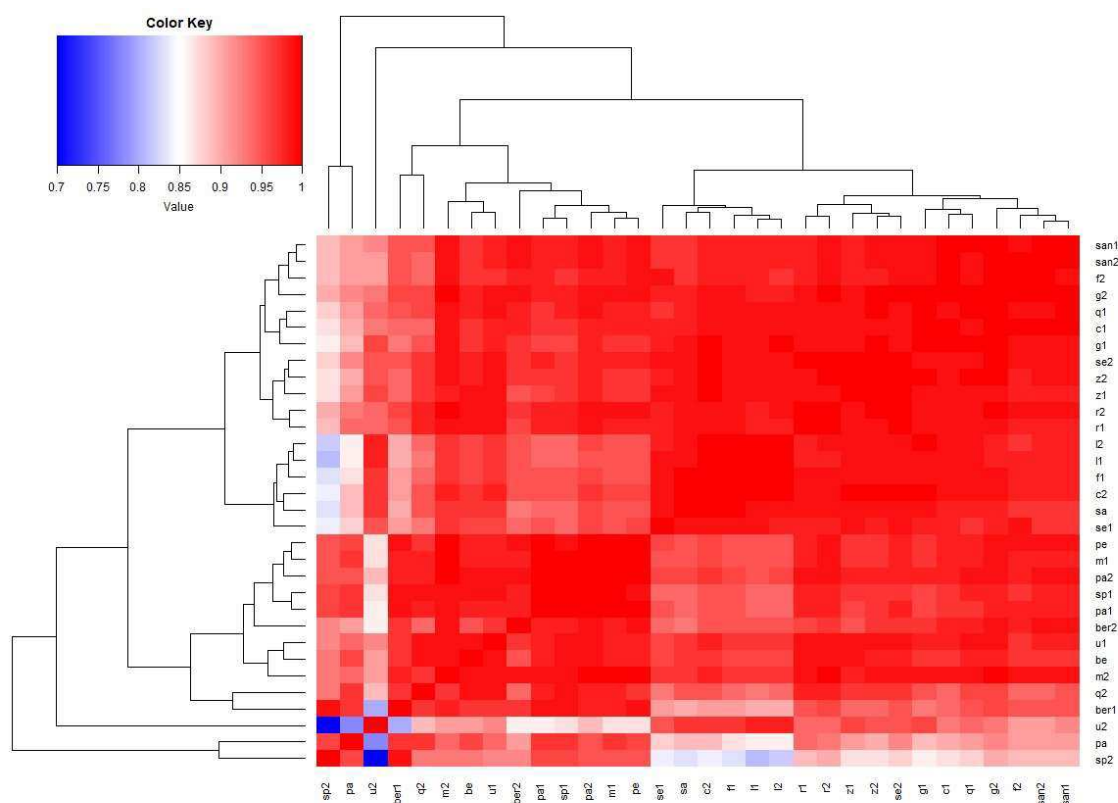 Color Key
0.7 0.75 0.8 0.85 0.9 0.95 1
Value
san1
san2
f2
g2
q1
c1
g1
se2
z2
z1
r2
r1
l2
l1
f1
c2
sa
se1
pe
m1
pa2
sp1
pa1
ber2
u1
be
m2
q2
ber1
u2
pa
sp2
sp2 pa u2 ber1 q2 m2 be u1 ber2 pa1 sp1 pa2 m1 pe se1 sa c2 f1 l1 l2 r1 r2 z1 z2 se2 g1 c1 q1 g2 f2 san2 san1